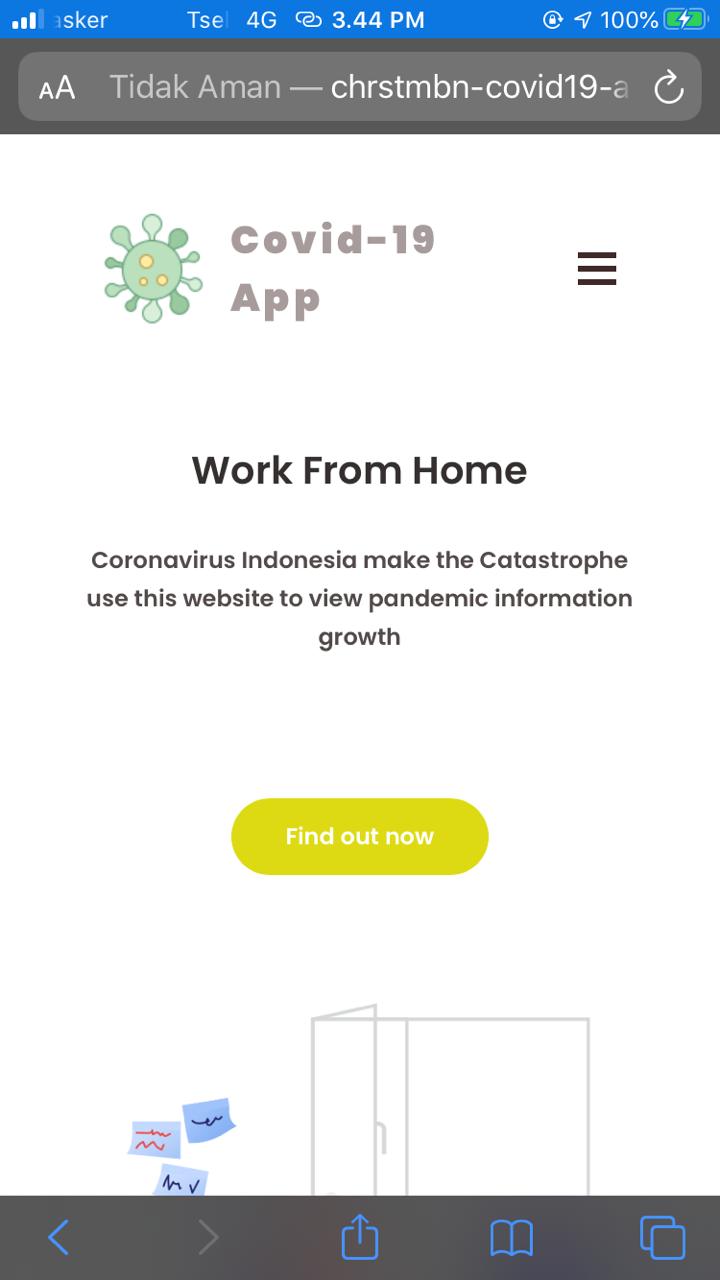 asker Tsel 4G 3.44 PM 100%
AA Tidak Aman — chrstmbn-covid19-a
Covid-19
App
Work From Home
Coronavirus Indonesia make the Catastrophe
use this website to view pandemic information
growth
Find out now